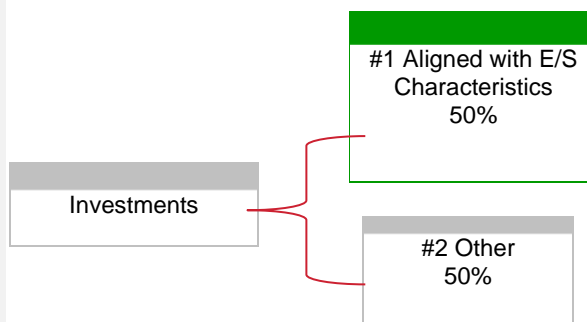 #1 Aligned with E/S
Characteristics
50%
Investments
#2 Other
50%